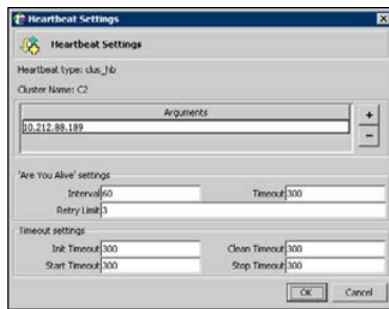 Heartbeat Settings
Heartbeat Settings
Heartbeat type: clus_hb
Cluster Name: C2
Arguments
10.212.88.189
+
-
'Are You Alive' settings
Interval 60 Timeout 300
Retry Limit 3
Timeout settings
Init Timeout 300 Clean Timeout 300
Start Timeout 300 Stop Timeout 300
OK Cancel